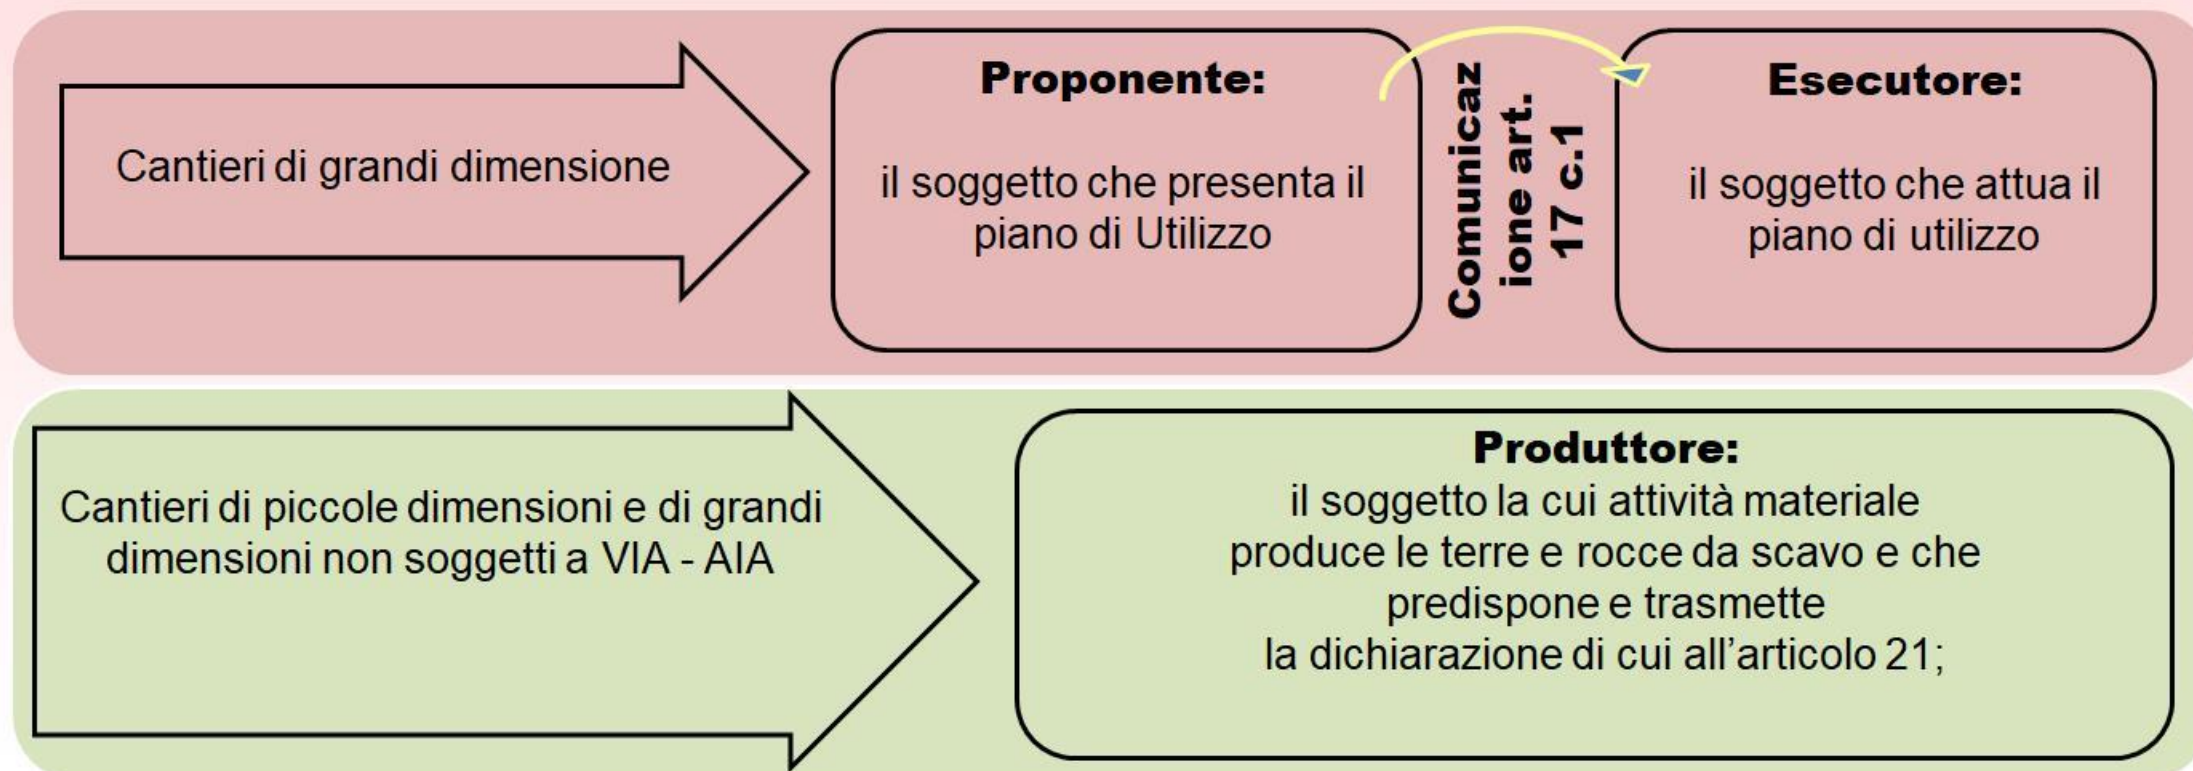 Cantieri di grandi dimensione
Proponente:
il soggetto che presenta il
piano di Utilizzo
Comunicaz
ione art.
17 c.1
Esecutore:
il soggetto che attua il
piano di utilizzo
Cantieri di piccole dimensioni e di grandi
dimensioni non soggetti a VIA - AIA
Produttore:
il soggetto la cui attività materiale
produce le terre e rocce da scavo e che
predispone e trasmette
la dichiarazione di cui all’articolo 21;